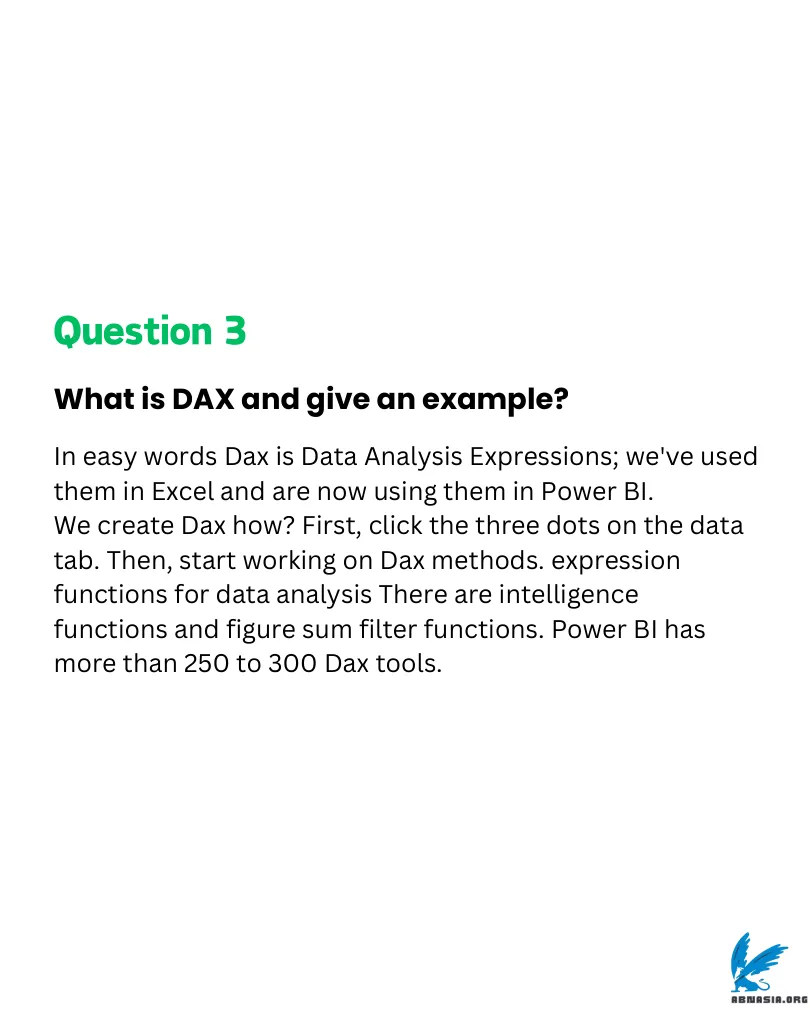 Question 3
What is DAX and give an example?
In easy words Dax is Data Analysis Expressions; we've used
them in Excel and are now using them in Power BI.
We create Dax how? First, click the three dots on the data
tab. Then, start working on Dax methods. expression
functions for data analysis There are intelligence
functions and figure sum filter functions. Power BI has
more than 250 to 300 Dax tools.
ABNASIA.ORG